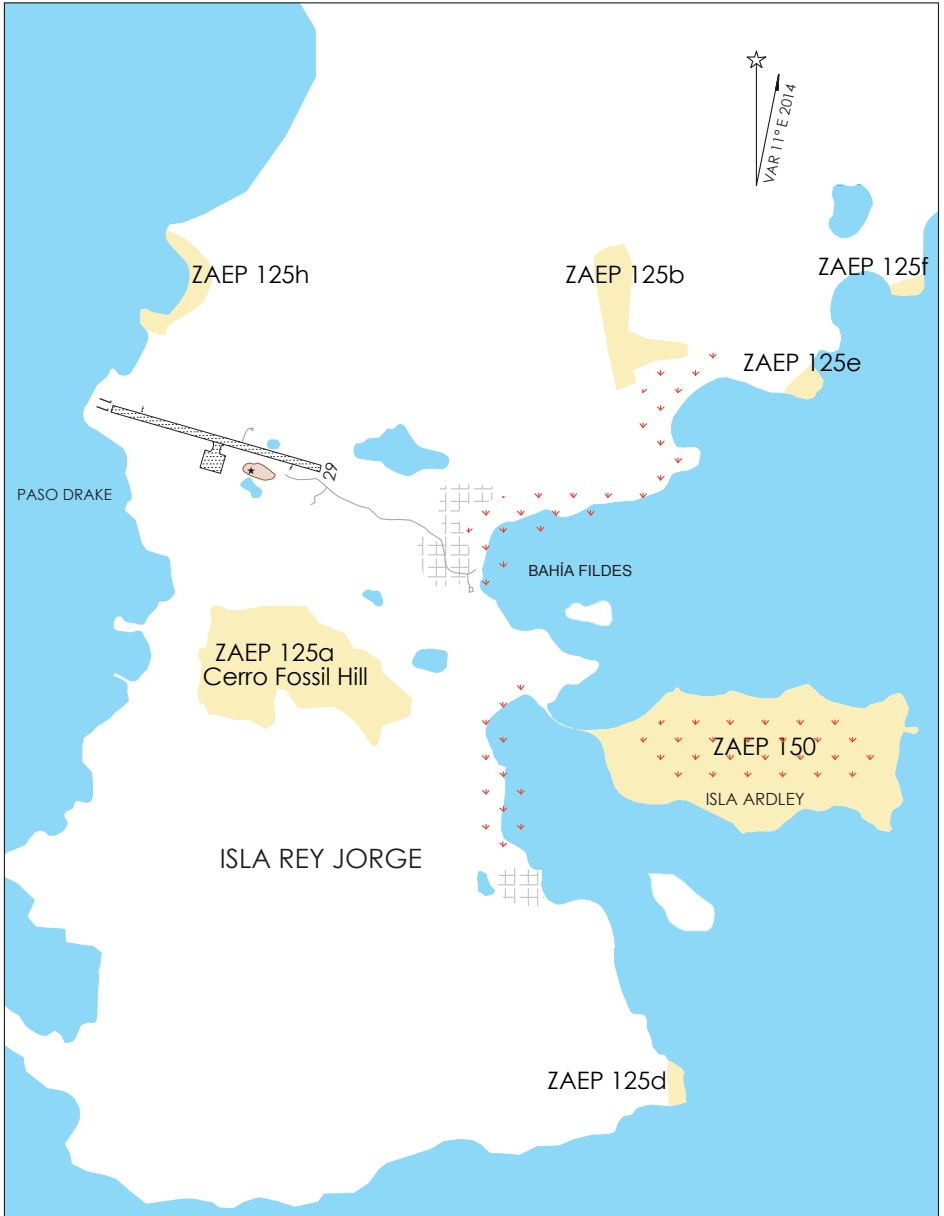 VAR 11° E 2014
ZAEP 125h
ZAEP 125b
ZAEP 125f
ZAEP 125e
11
29
PASO DRAKE
BAHÍA FILDES
ZAEP 125a
Cerro Fossil Hill
ZAEP 150
ISLA ARDLEY
ISLA REY JORGE
ZAEP 125d